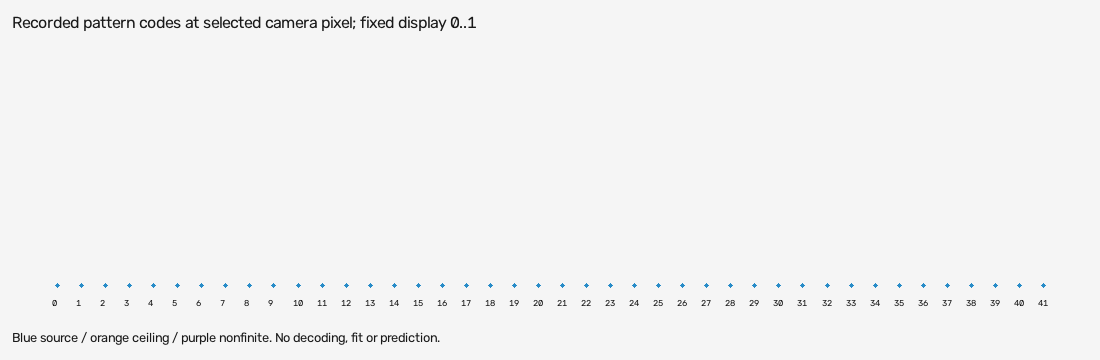 Recorded pattern codes at selected camera pixel; fixed display 0..1
0 1 2 3 4 5 6 7 8 9 10 11 12 13 14 15 16 17 18 19 20 21 22 23 24 25 26 27 28 29 30 31 32 33 34 35 36 37 38 39 40 41
Blue source / orange ceiling / purple nonfinite. No decoding, fit or prediction.